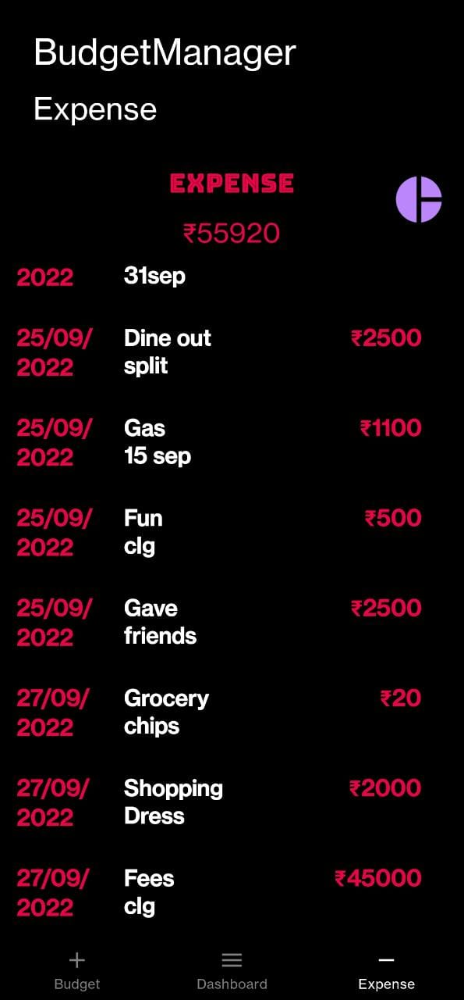 BudgetManager
Expense
EXPENSE
₹55920
2022 31sep
25/09/ Dine out ₹2500
2022 split
25/09/ Gas ₹1100
2022 15 sep
25/09/ Fun ₹500
2022 clg
25/09/ Gave ₹2500
2022 friends
27/09/ Grocery ₹20
2022 chips
27/09/ Shopping ₹2000
2022 Dress
27/09/ Fees ₹45000
2022 clg
Budget Dashboard Expense